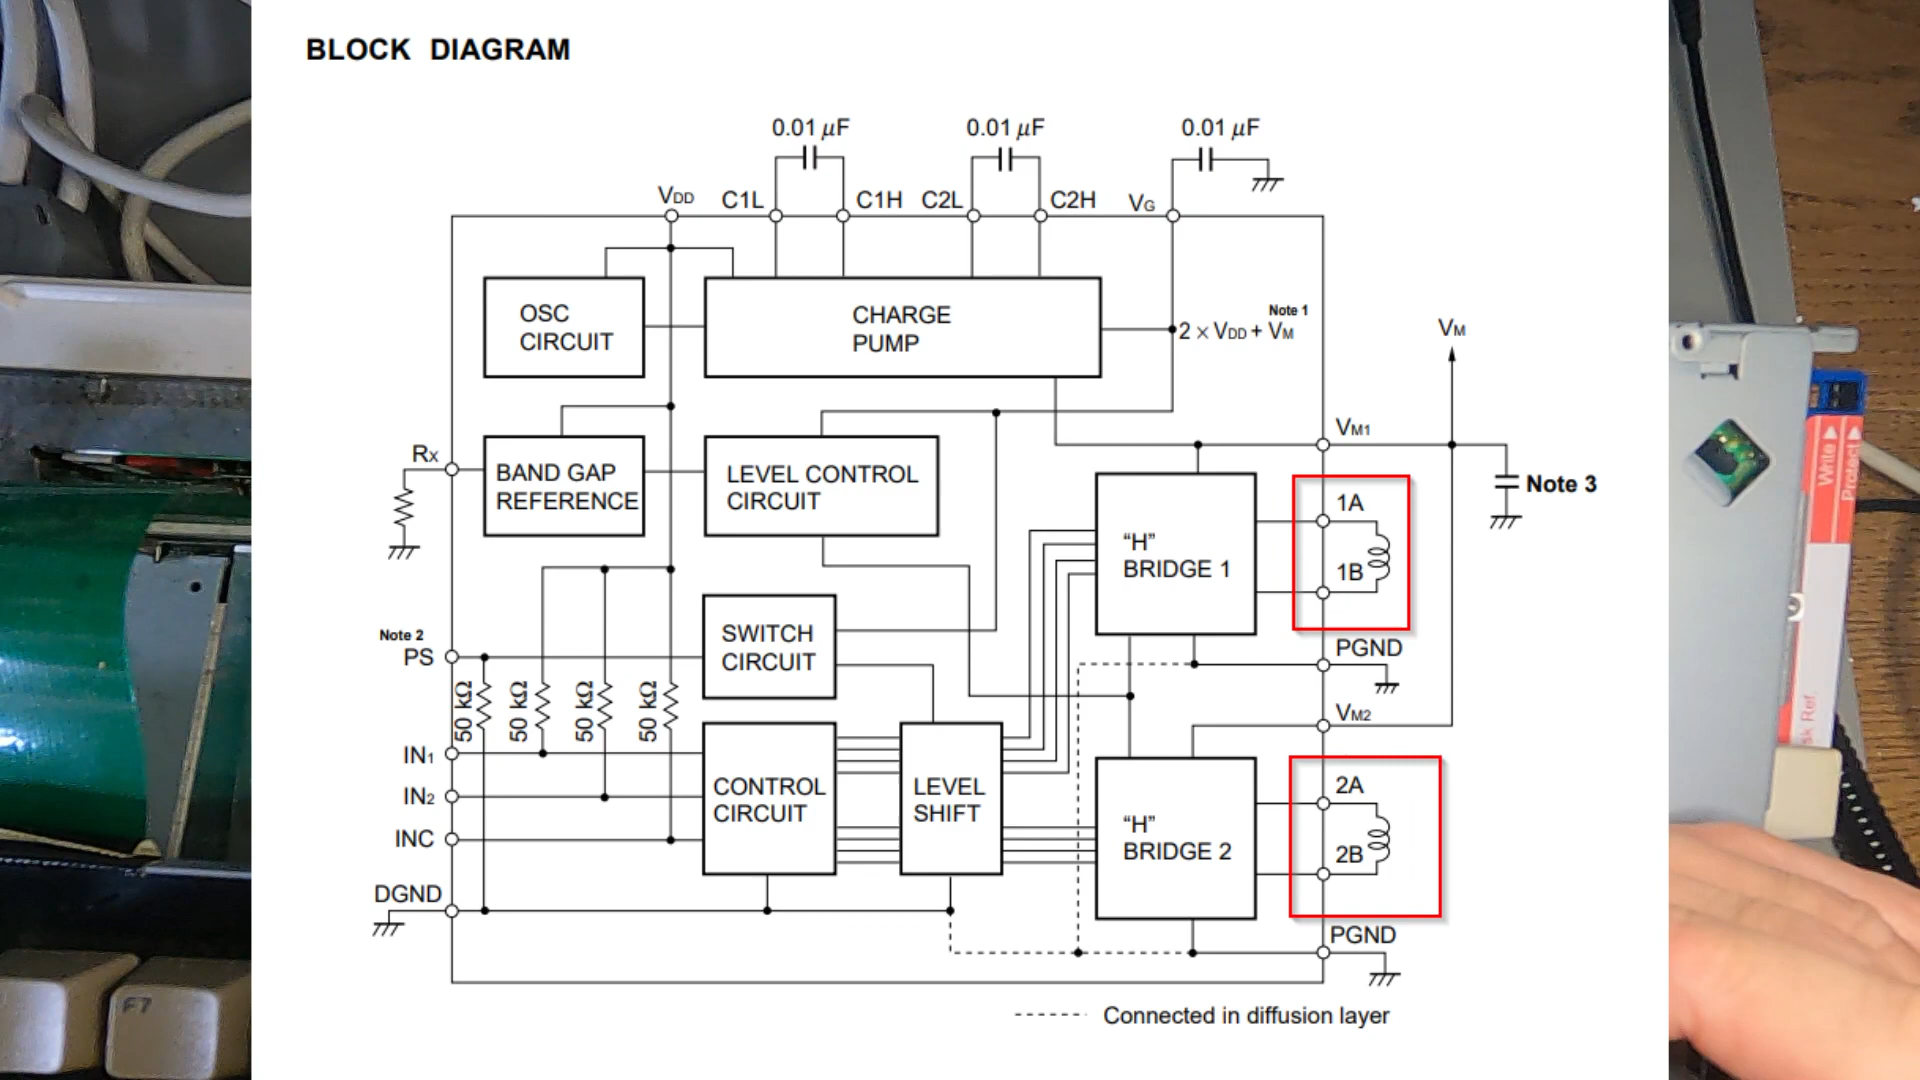 BLOCK DIAGRAM
0.01 µF
0.01 µF
0.01 µF
VDD
C1L
C1H
C2L
C2H
VG
OSC
CIRCUIT
CHARGE
PUMP
Note 1
2 × VDD + VM
VM
RX
BAND GAP
REFERENCE
LEVEL CONTROL
CIRCUIT
VM1
Note 3
"H"
BRIDGE 1
1A
1B
Note 2
PS
SWITCH
CIRCUIT
PGND
50 kΩ
50 kΩ
50 kΩ
50 kΩ
VM2
IN1
IN2
INC
CONTROL
CIRCUIT
LEVEL
SHIFT
"H"
BRIDGE 2
2A
2B
DGND
PGND
Connected in diffusion layer
Write
Protect
F7